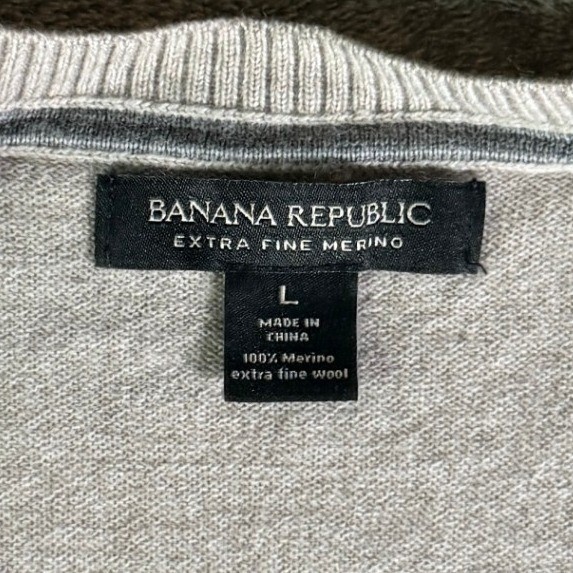 BANANA REPUBLIC
EXTRA FINE MERINO
L
MADE IN
CHINA
100% Merino
extra fine wool